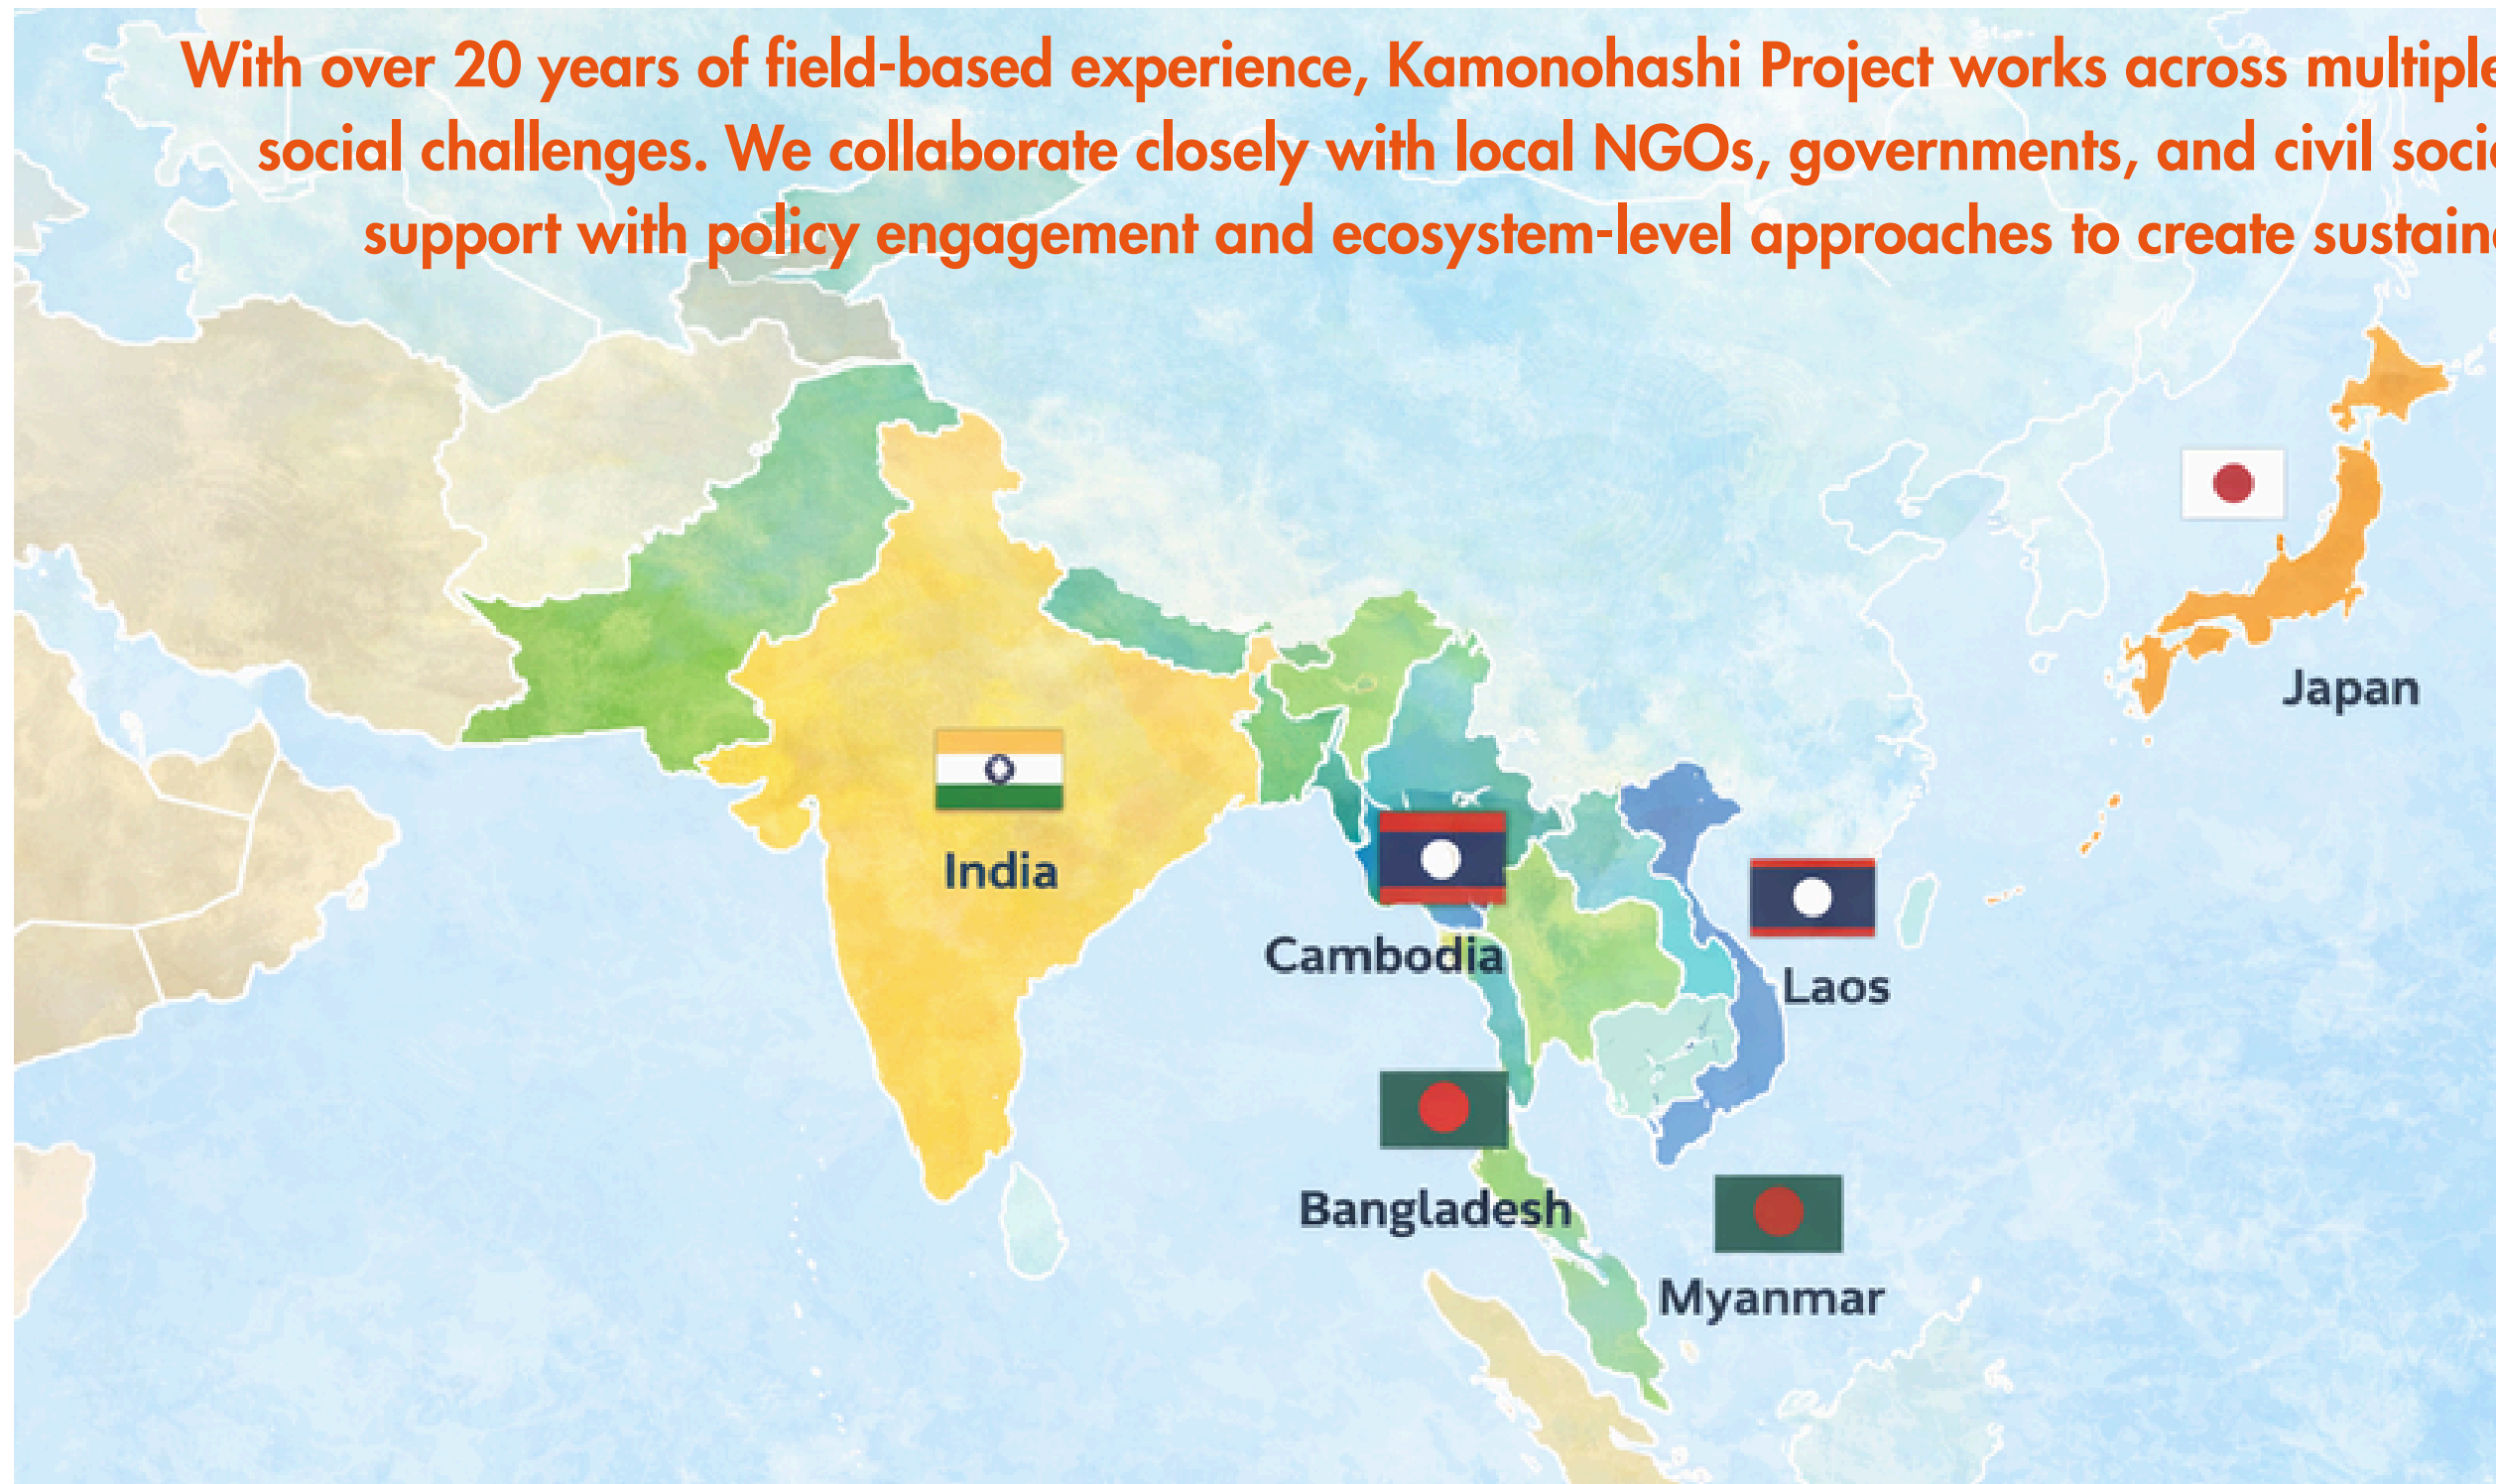 With over 20 years of field-based experience, Kamonohashi Project works across multiple
social challenges. We collaborate closely with local NGOs, governments, and civil
support with policy engagement and ecosystem-level approaches to create
Japan
India
Cambodia
Laos
Bangladesh
Myanmar